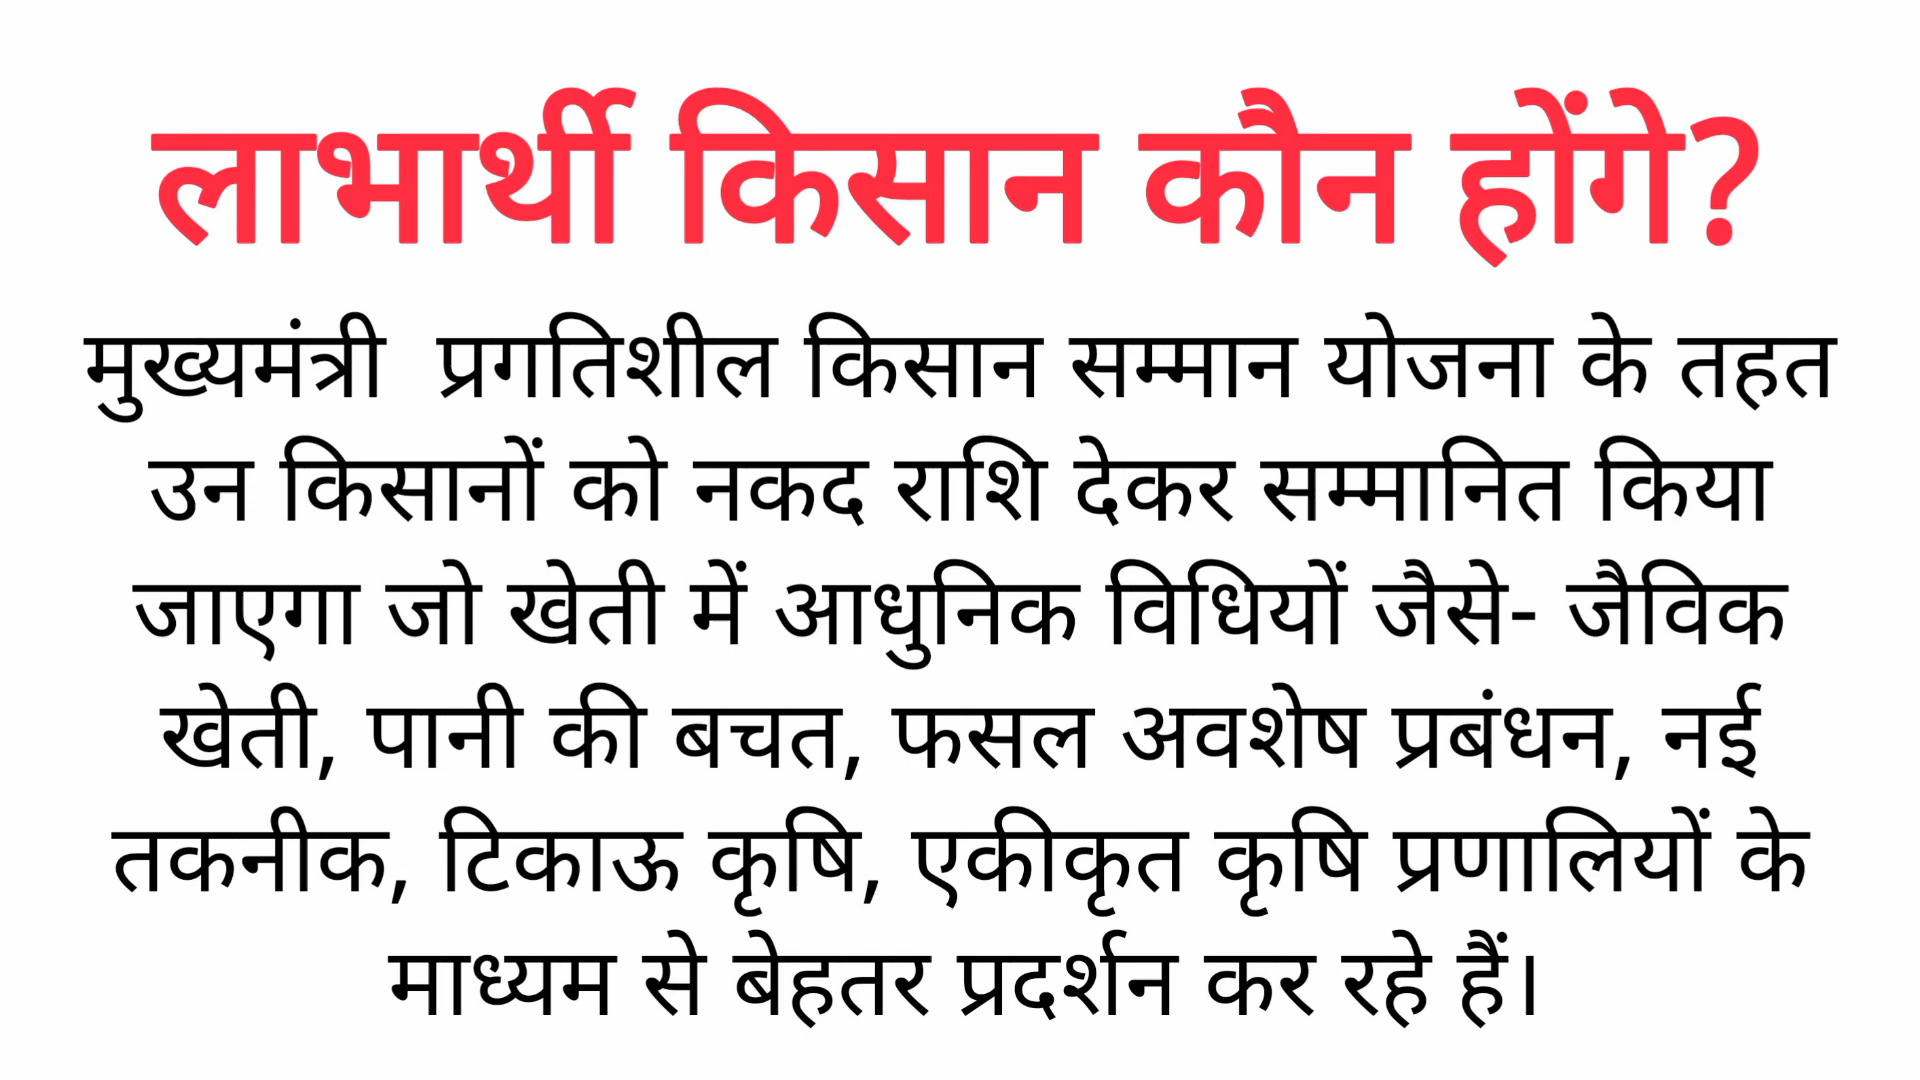 लाभार्थी किसान कौन होंगे?
मुख्यमंत्री  प्रगतिशील किसान सम्मान योजना के तहत
उन किसानों को नकद राशि देकर सम्मानित किया
जाएगा जो खेती में आधुनिक विधियों जैसे- जैविक
खेती, पानी की बचत, फसल अवशेष प्रबंधन, नई
तकनीक, टिकाऊ कृषि, एकीकृत कृषि प्रणालियों के
माध्यम से बेहतर प्रदर्शन कर रहे हैं।